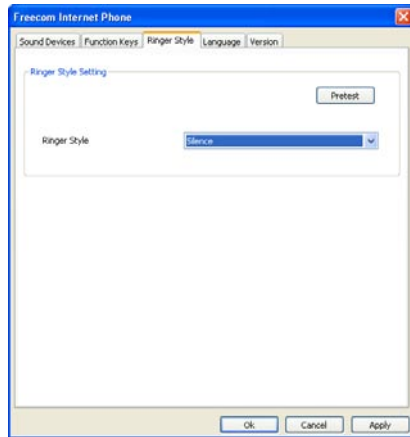 Freecom Internet Phone
Sound Devices Function Keys Ringer Style Language Version
Ringer Style Setting
Pretest
Ringer Style Silence
Ok Cancel Apply